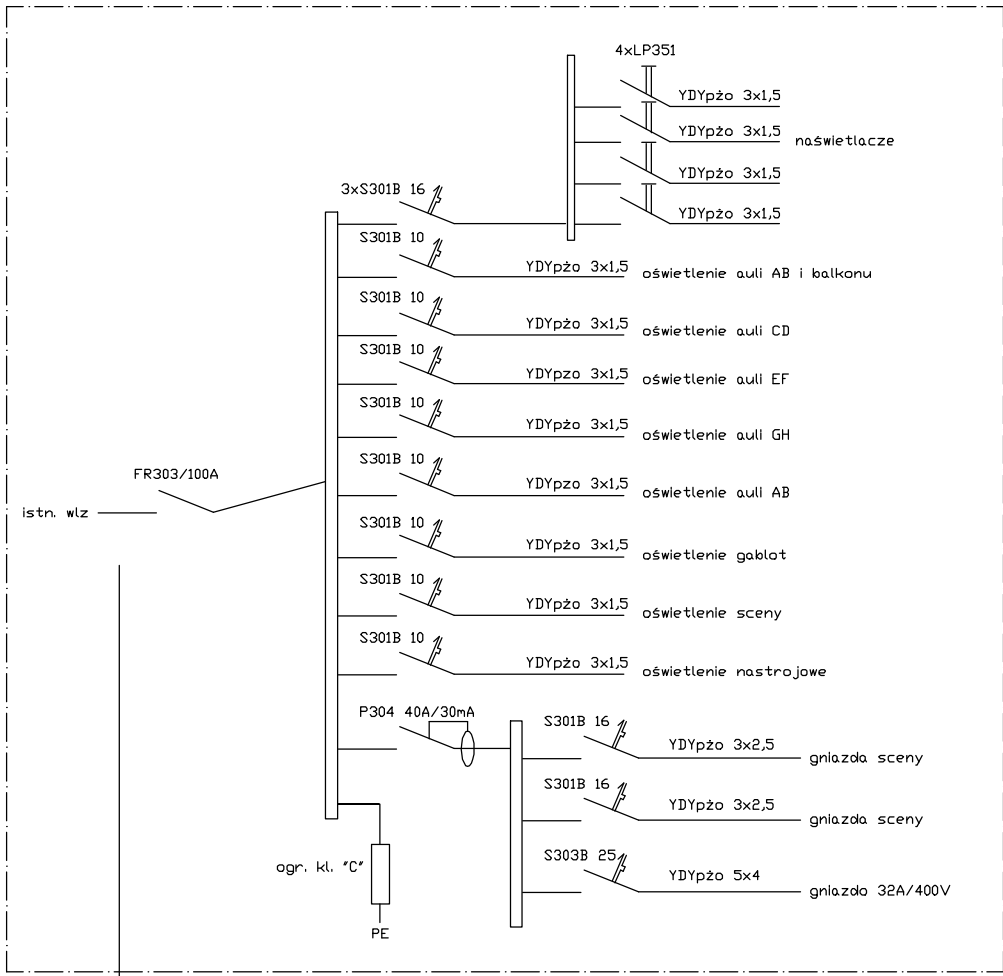 4xLP351
YDYpżo 3x1,5
YDYpżo 3x1,5 naświetlacze
YDYpżo 3x1,5
YDYpżo 3x1,5
3xS301B 16
S301B 10
YDYpżo 3x1,5 oświetlenie auli AB i balkonu
S301B 10
YDYpżo 3x1,5 oświetlenie auli CD
S301B 10
YDYpzo 3x1,5 oświetlenie auli EF
S301B 10
YDYpżo 3x1,5 oświetlenie auli GH
S301B 10
YDYpzo 3x1,5 oświetlenie auli AB
FR303/100A
istn. wlz
S301B 10
YDYpżo 3x1,5 oświetlenie gablot
S301B 10
YDYpżo 3x1,5 oświetlenie sceny
S301B 10
YDYpżo 3x1,5 oświetlenie nastrojowe
P304 40A/30mA
S301B 16
YDYpżo 3x2,5 gniazda sceny
S301B 16
YDYpżo 3x2,5 gniazda sceny
S303B 25
YDYpżo 5x4 gniazdo 32A/400V
ogr. kl. "C"
PE